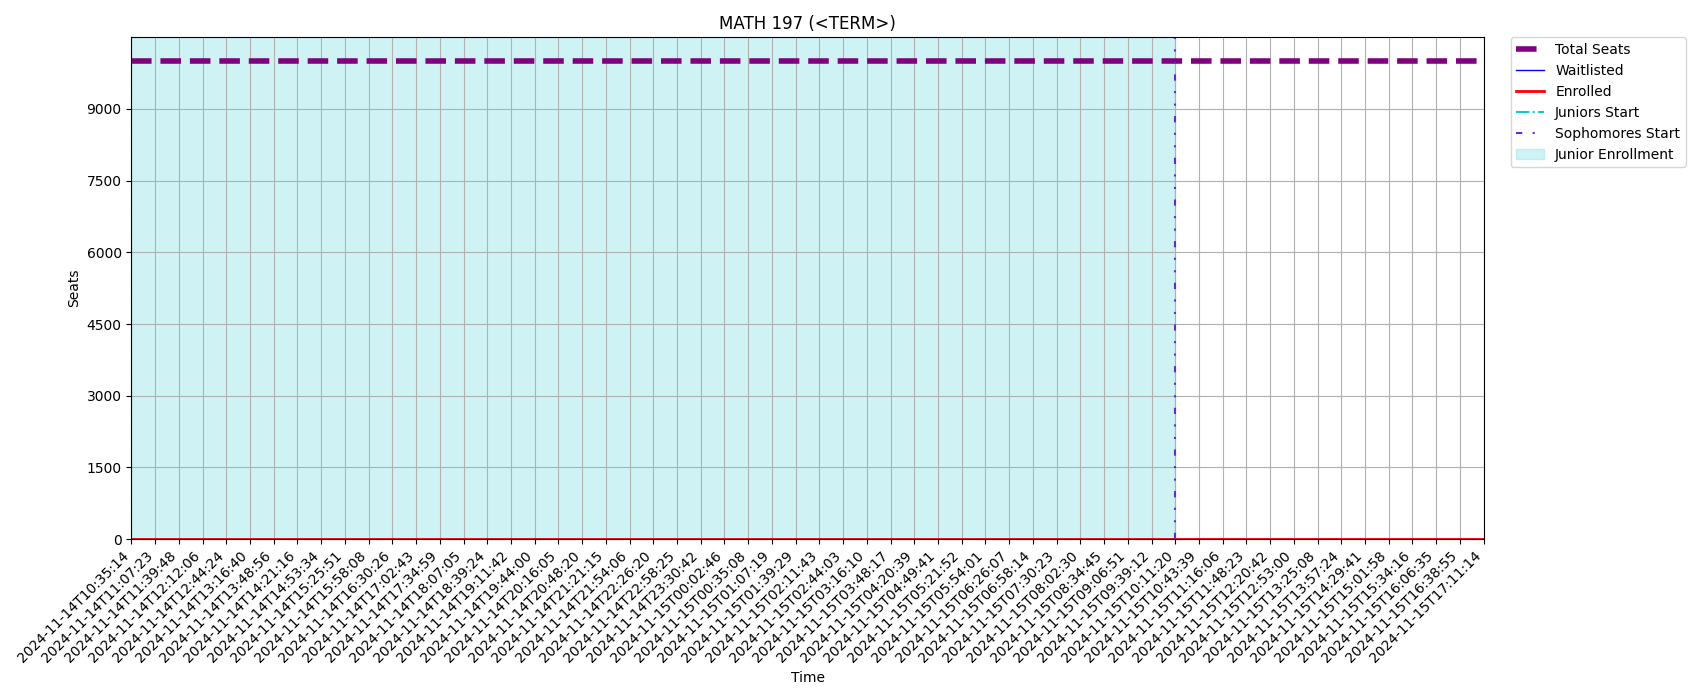 MATH 197 (<TERM>)
Total Seats
Waitlisted
Enrolled
Juniors Start
Sophomores Start
Junior Enrollment
Seats
9000
7500
6000
4500
3000
1500
0
2024-11-14T10:35:14
2024-11-14T11:07:23
2024-11-14T11:39:48
2024-11-14T12:12:06
2024-11-14T12:44:24
2024-11-14T13:16:40
2024-11-14T13:48:56
2024-11-14T14:21:16
2024-11-14T14:53:34
2024-11-14T15:25:51
2024-11-14T15:58:08
2024-11-14T16:30:26
2024-11-14T17:02:43
2024-11-14T17:34:59
2024-11-14T18:07:05
2024-11-14T18:39:24
2024-11-14T19:11:42
2024-11-14T19:44:00
2024-11-14T20:16:05
2024-11-14T20:48:20
2024-11-14T21:21:15
2024-11-14T21:54:06
2024-11-14T22:26:20
2024-11-14T22:58:25
2024-11-14T23:30:42
2024-11-15T00:02:46
2024-11-15T00:35:08
2024-11-15T01:07:19
2024-11-15T01:39:29
2024-11-15T02:11:43
2024-11-15T02:44:03
2024-11-15T03:16:10
2024-11-15T03:48:17
2024-11-15T04:20:39
2024-11-15T04:49:41
2024-11-15T05:21:52
2024-11-15T05:54:01
2024-11-15T06:26:07
2024-11-15T06:58:14
2024-11-15T07:30:23
2024-11-15T08:02:30
2024-11-15T08:34:45
2024-11-15T09:06:51
2024-11-15T09:39:12
2024-11-15T10:11:20
2024-11-15T10:43:39
2024-11-15T11:16:06
2024-11-15T11:48:23
2024-11-15T12:20:42
2024-11-15T12:53:00
2024-11-15T13:25:08
2024-11-15T13:57:24
2024-11-15T14:29:41
2024-11-15T15:01:58
2024-11-15T15:34:16
2024-11-15T16:06:35
2024-11-15T16:38:55
2024-11-15T17:11:14
Time